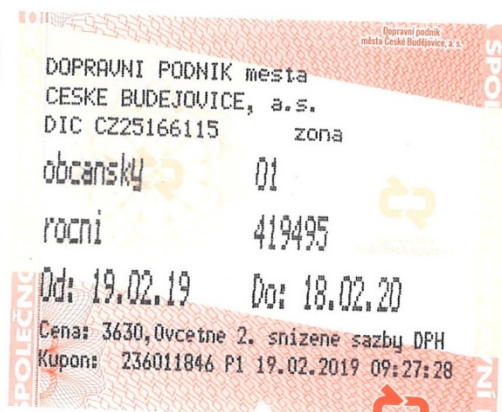 Dopravní podnik
města České Budějovice, a. s.
DOPRAVNI PODNIK mesta
CESKE BUDEJOVICE, a.s.
DIC CZ25166115 zona
obcansky 01
rocni 419495
Od: 19.02.19 Do: 18.02.20
Cena: 3630,0vcetne 2. snizene sazby DPH
Kupon: 236011846 P1 19.02.2019 09:27:28
SPOLEČNO
SPOL